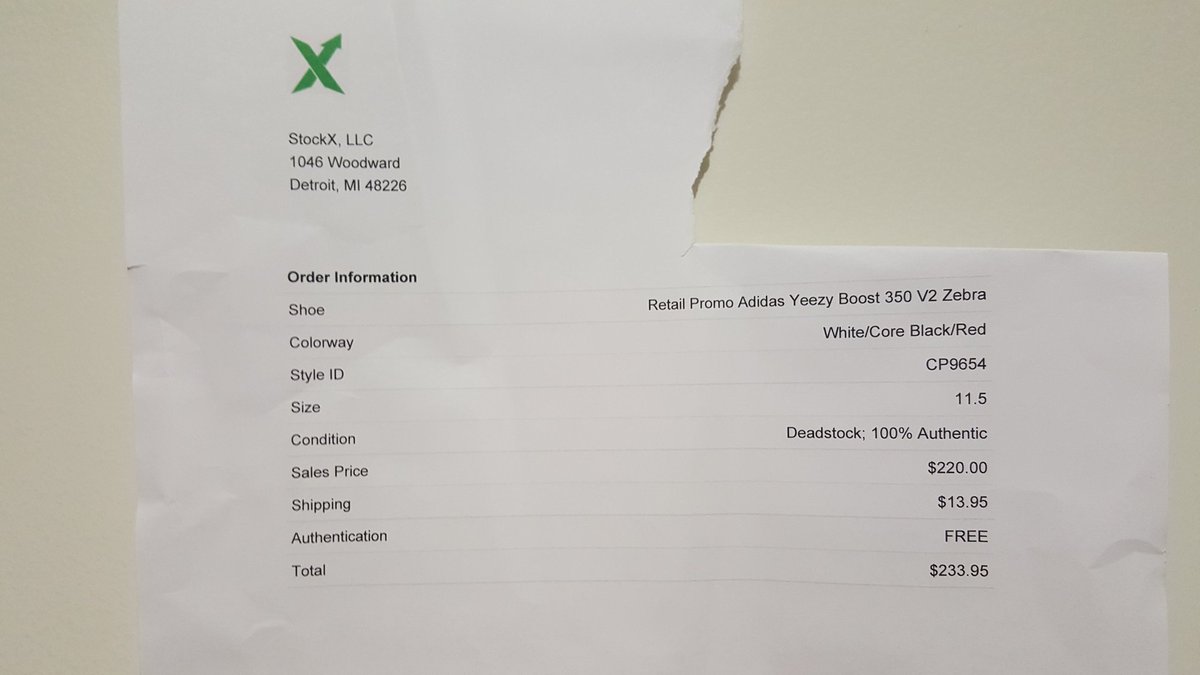 StockX, LLC
1046 Woodward
Detroit, MI 48226
Order Information
Shoe Retail Promo Adidas Yeezy Boost 350 V2 Zebra
Colorway White/Core Black/Red
Style ID CP9654
Size 11.5
Condition Deadstock; 100% Authentic
Sales Price $220.00
Shipping $13.95
Authentication FREE
Total $233.95